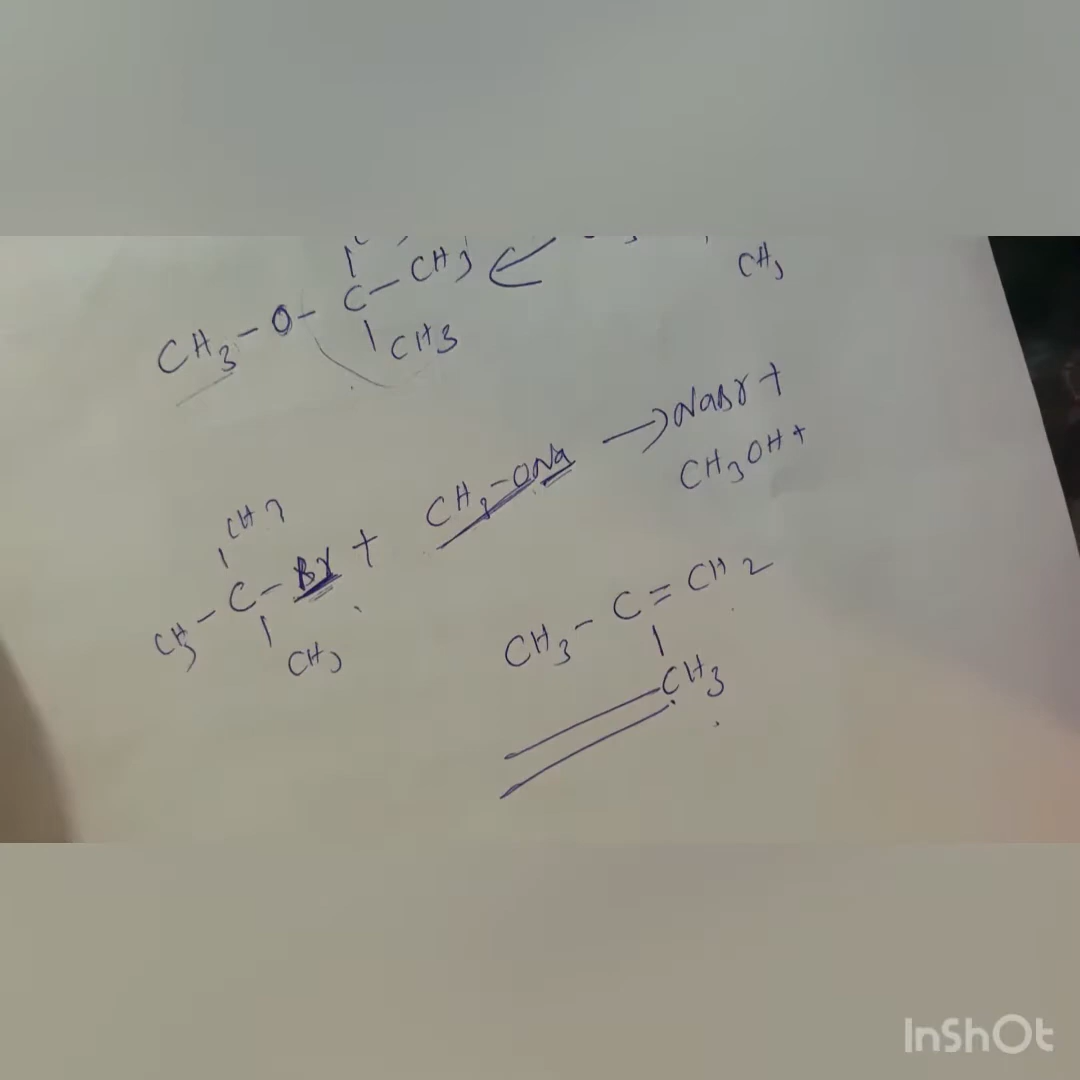 CH3
CH3 - O - C - CH3
CH3
CH3
C - Br + CH3 - ONa → NaBr +
CH3
CH3
CH3OH +
CH3 - C = CH2
CH3
InShOt